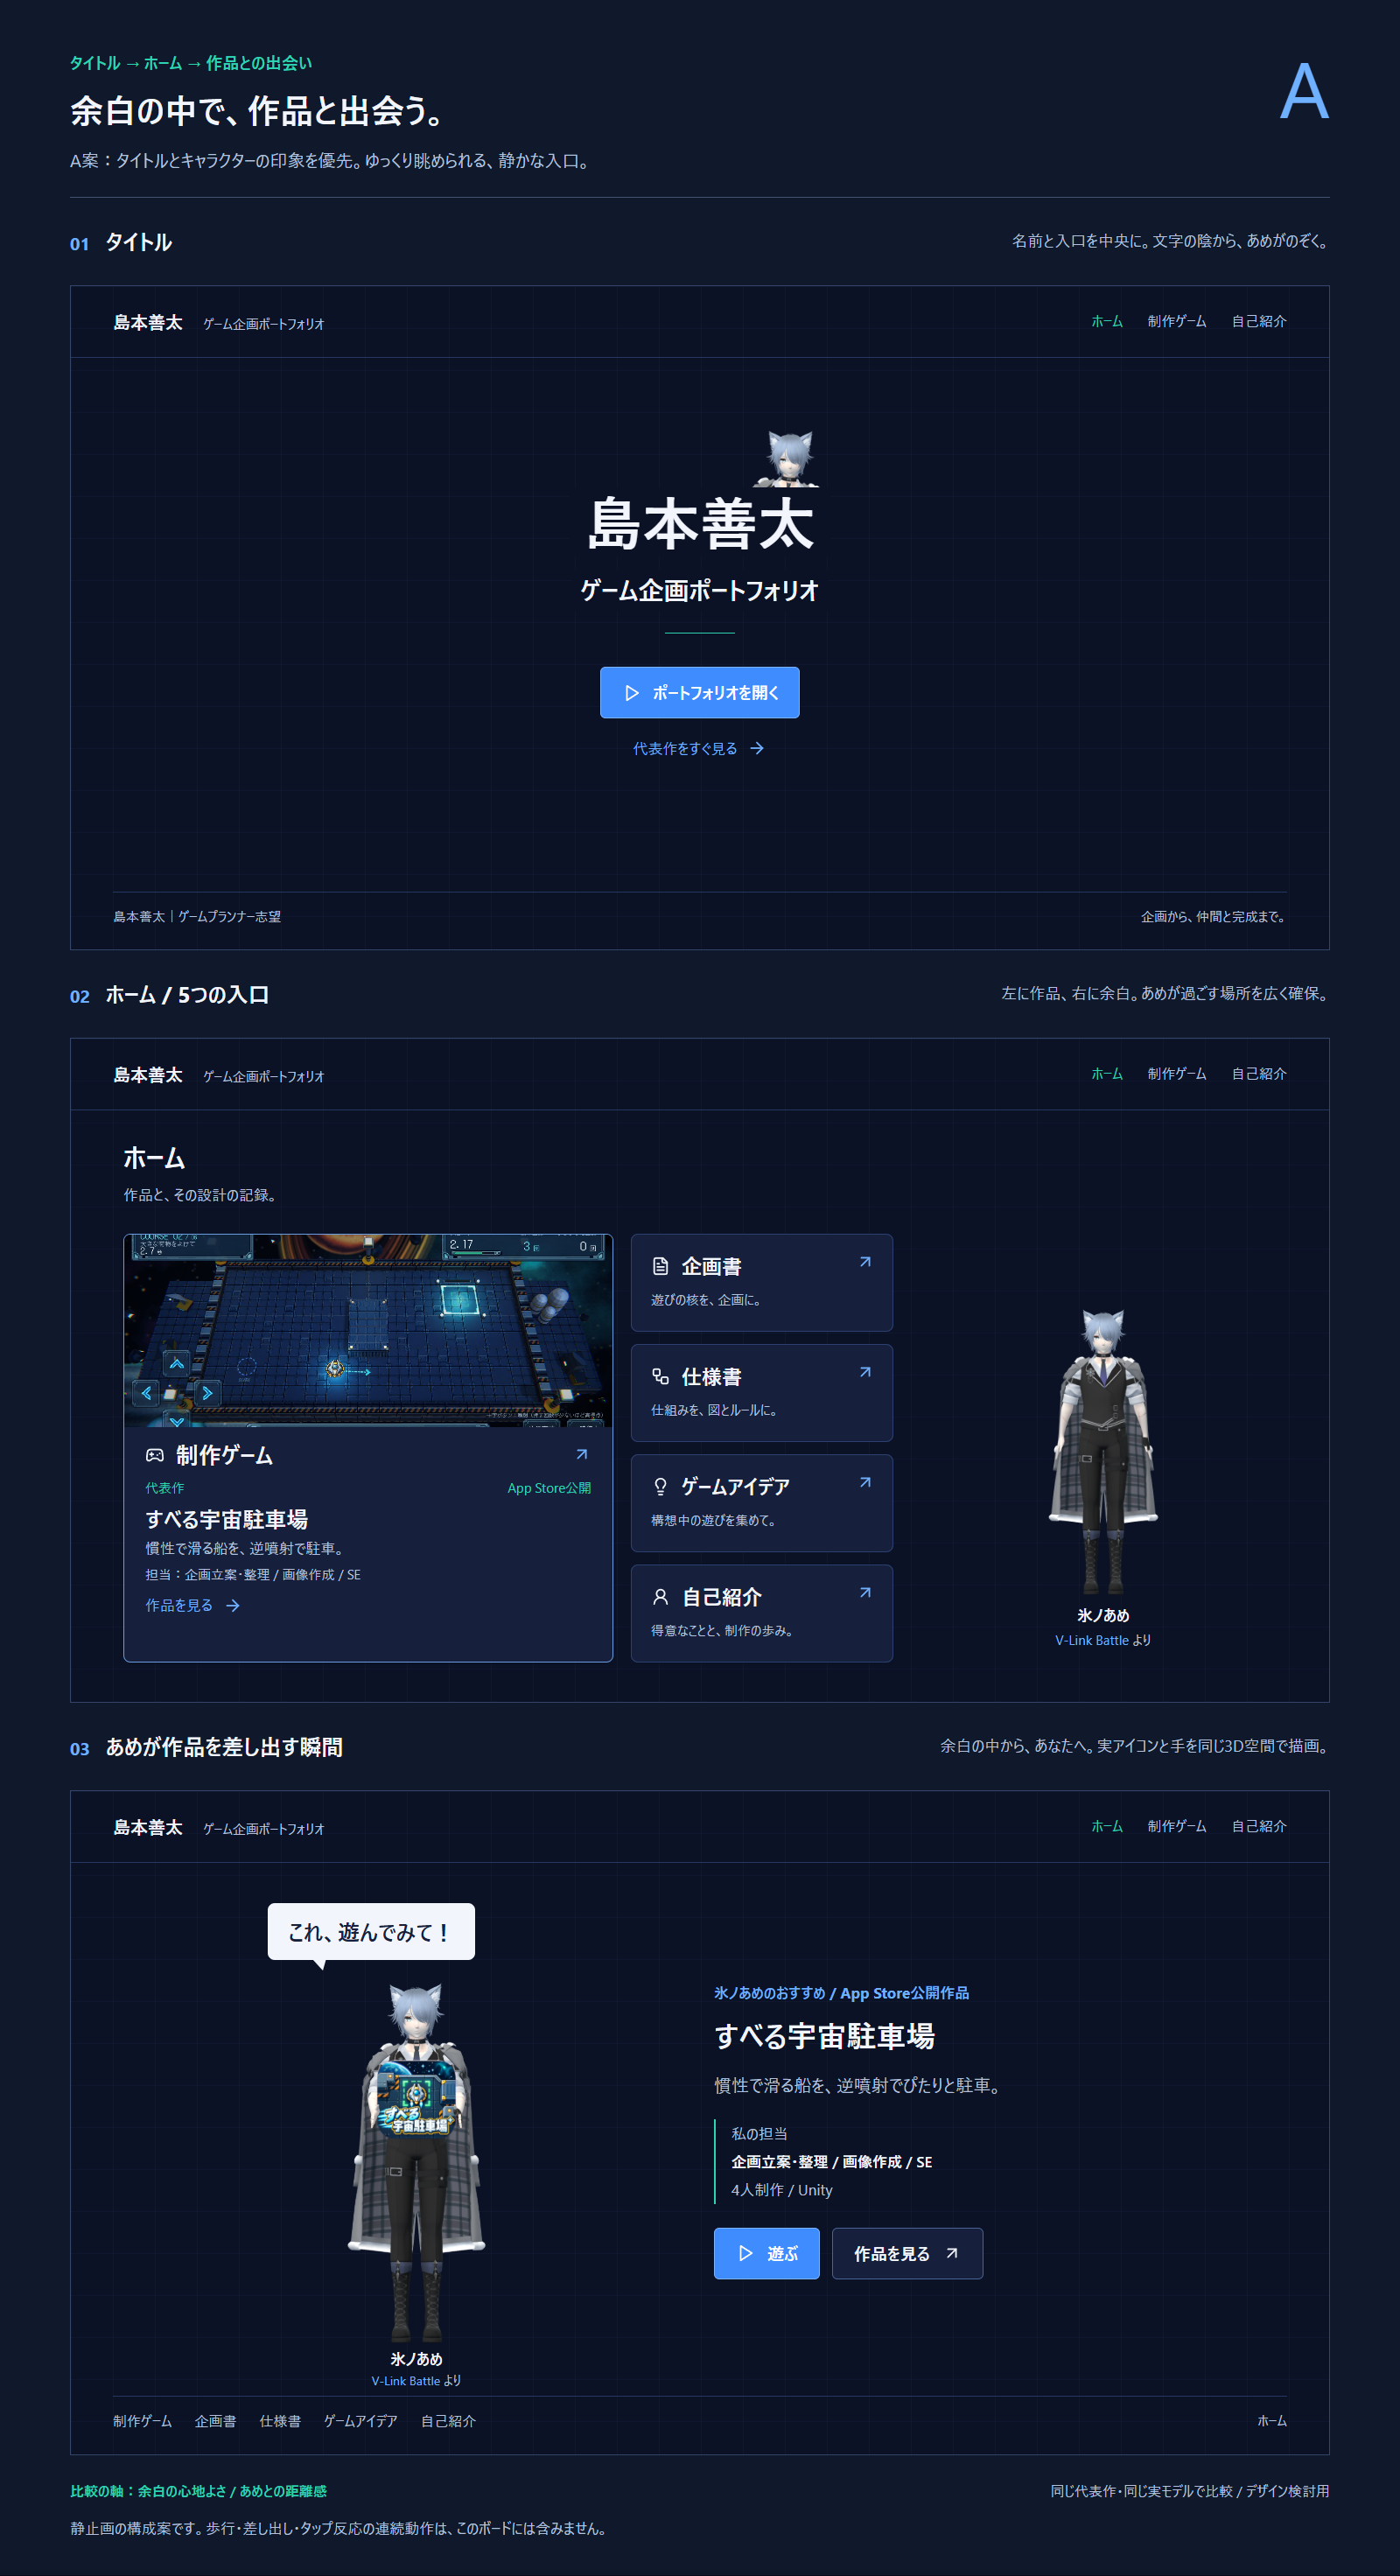 タイトル → ホーム → 作品との出会い
余白の中で、作品と出会う。
A
A案：タイトルとキャラクターの印象を優先。ゆっくり眺められる、静かな入口。
01 タイトル
名前と入口を中央に。文字の陰から、あめがのぞく。
島本善太 ゲーム企画ポートフォリオ
ホーム 制作ゲーム 自己紹介
島本善太
ゲーム企画ポートフォリオ
ポートフォリオを開く
代表作をすぐ見る →
島本善太｜ゲームプランナー志望
企画から、仲間と完成まで。
02 ホーム / 5つの入口
左に作品、右に余白。あめが過ごす場所を広く確保。
島本善太 ゲーム企画ポートフォリオ
ホーム 制作ゲーム 自己紹介
ホーム
作品と、その設計の記録。
2.7
2.17
3回
0回
制作ゲーム
代表作
App Store公開
すべる宇宙駐車場
慣性で滑る船を、逆噴射で駐車。
担当：企画立案・整理 / 画像作成 / SE
作品を見る →
企画書
遊びの核を、企画に。
仕様書
仕組みを、図とルールに。
ゲームアイデア
構想中の遊びを集めて。
自己紹介
得意なことと、制作の歩み。
氷ノあめ
V-Link Battle より
03 あめが作品を差し出す瞬間
余白の中から、あなたへ。実アイコンと手を同じ3D空間で描画。
島本善太 ゲーム企画ポートフォリオ
ホーム 制作ゲーム 自己紹介
これ、遊んでみて！
すべる
宇宙駐車場
氷ノあめ
V-Link Battle より
氷ノあめのおすすめ / App Store公開作品
すべる宇宙駐車場
慣性で滑る船を、逆噴射でぴたりと駐車。
私の担当
企画立案・整理 / 画像作成 / SE
4人制作 / Unity
遊ぶ
作品を見る
制作ゲーム 企画書 仕様書 ゲームアイデア 自己紹介
ホーム
比較の軸：余白の心地よさ / あめとの距離感
同じ代表作・同じ実モデルで比較 / デザイン検討用
静止画の構成案です。歩行・差し出し・タップ反応の連続動作は、このボードには含みません。